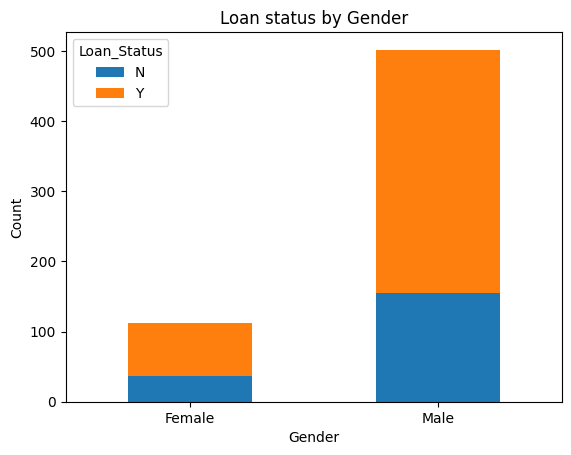 Loan status by Gender
Loan_Status
N
Y
500
400
300
200
100
0
Count
Female
Male
Gender